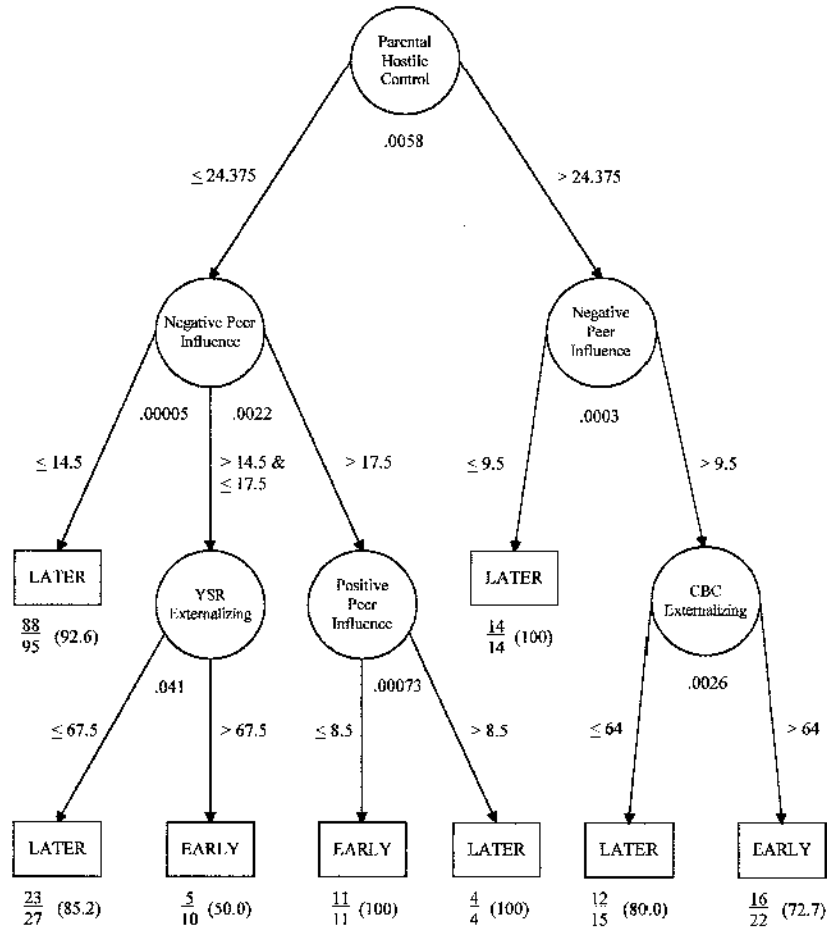 Parental
Hostile
Control
.0058
≤ 24.375
> 24.375
Negative Peer
Influence
Negative
Peer
Influence
.00005
.0022
.0003
≤ 14.5
> 14.5 &
≤ 17.5
> 17.5
≤ 9.5
> 9.5
LATER
YSR
Externalizing
Positive
Peer
Influence
LATER
CBC
Externalizing
88
95
(92.6)
14
14
(100)
.041
.00073
.0026
≤ 67.5
> 67.5
≤ 8.5
> 8.5
≤ 64
> 64
LATER
EARLY
EARLY
LATER
LATER
EARLY
23
27
(85.2)
5
10
(50.0)
11
11
(100)
4
4
(100)
12
15
(80.0)
16
22
(72.7)